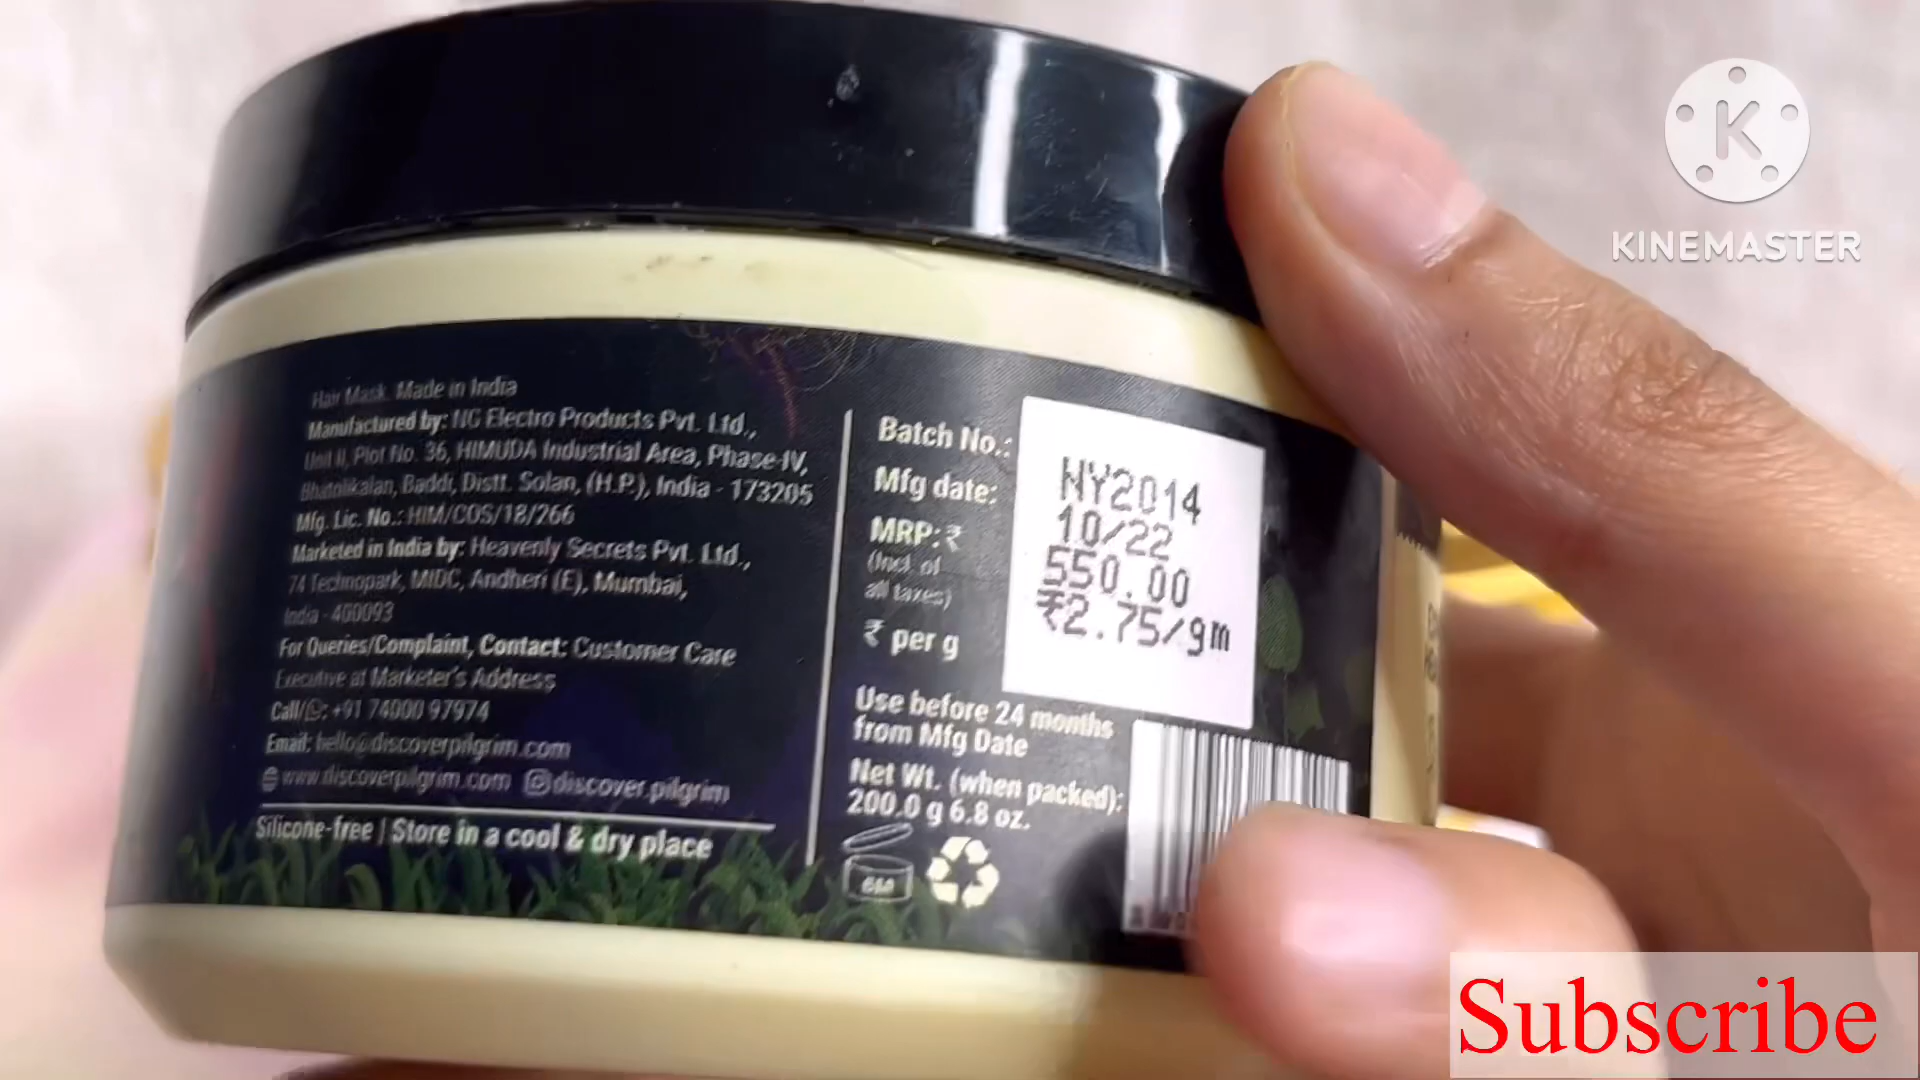 Hair Mask. Made in India
Manufactured by: NG Electro Products Pvt. Ltd.,
Unit II, Plot No. 36, HIMUDA Industrial Area, Phase-IV,
Bhatolikalan, Baddi, Distt. Solan, (H.P.), India - 173205
Mfg. Lic. No.: HIM/COS/18/266
Marketed in India by: Heavenly Secrets Pvt. Ltd.,
74 Technopark, MIDC, Andheri (E), Mumbai,
India - 400093
For Queries/Complaint, Contact: Customer Care
Executive at Marketer's Address
Call/: +91 74000 97974
Email: hello@discoverpilgrim.com
www.discoverpilgrim.com discover.pilgrim
Silicone-free | Store in a cool & dry place
Batch No.: NY2014
Mfg date: 10/22
MRP: ₹ 550.00
(Incl. of
all taxes)
₹ per g ₹2.75/gm
Use before 24 months
from Mfg Date
Net Wt. (when packed):
200.0 g 6.8 oz.
6M
K
KINEMASTER
Subscribe